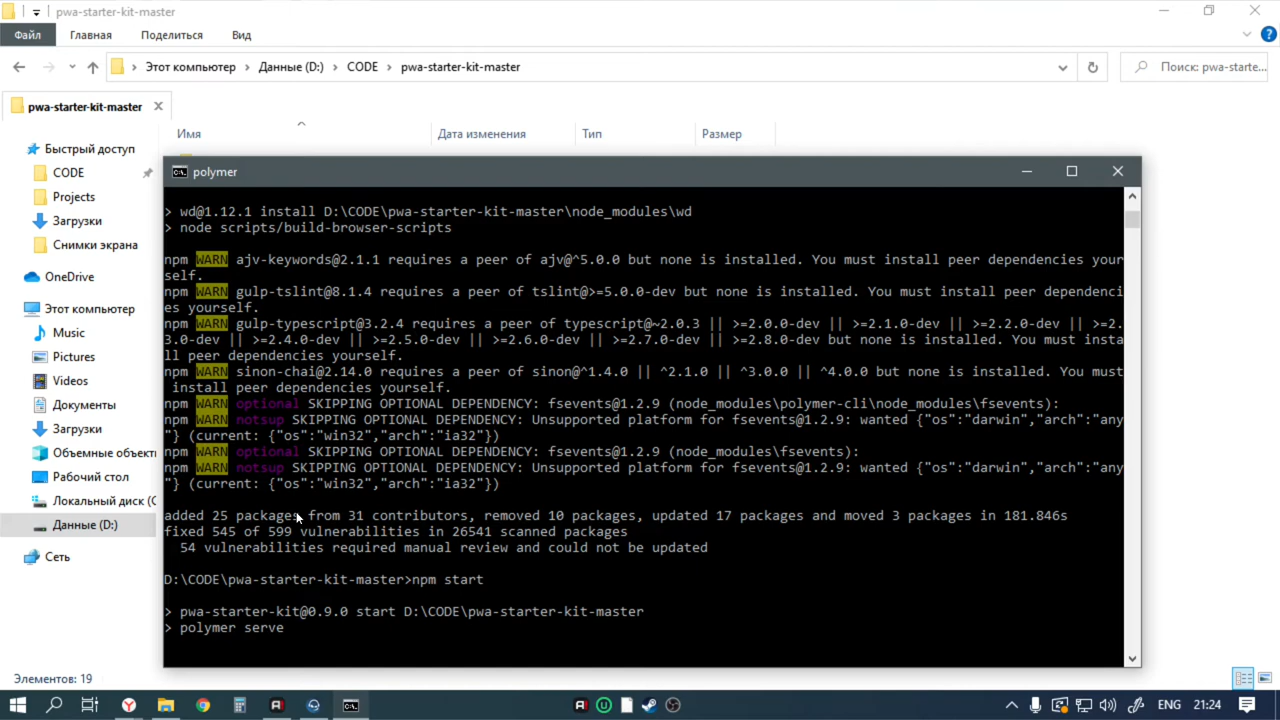 pwa-starter-kit-master
Файл
Главная
Поделиться
Вид
Этот компьютер
Данные (D:)
CODE
pwa-starter-kit-master
Поиск: pwa-starte...
pwa-starter-kit-master
Имя
Дата изменения
Тип
Размер
Быстрый доступ
CODE
Projects
Загрузки
Снимки экрана
OneDrive
Этот компьютер
Music
Pictures
Videos
Документы
Загрузки
Объемные объекты
Рабочий стол
Локальный диск (C
Данные (D:)
Сеть
polymer
> wd@1.12.1 install D:\CODE\pwa-starter-kit-master\node_modules\wd
> node scripts/build-browser-scripts
npm WARN ajv-keywords@2.1.1 requires a peer of ajv@^5.0.0 but none is installed. You must install peer dependencies your
self.
npm WARN gulp-tslint@8.1.4 requires a peer of tslint@>=5.0.0-dev but none is installed. You must install peer dependenci
es yourself.
npm WARN gulp-typescript@3.2.4 requires a peer of typescript@~2.0.3 || >=2.0.0-dev || >=2.1.0-dev || >=2.2.0-dev || >=2.
3.0-dev || >=2.4.0-dev || >=2.5.0-dev || >=2.6.0-dev || >=2.7.0-dev || >=2.8.0-dev but none is installed. You must insta
ll peer dependencies yourself.
npm WARN sinon-chai@2.14.0 requires a peer of sinon@^1.4.0 || ^2.1.0 || ^3.0.0 || ^4.0.0 but none is installed. You must
install peer dependencies yourself.
npm WARN optional SKIPPING OPTIONAL DEPENDENCY: fsevents@1.2.9 (node_modules\polymer-cli\node_modules\fsevents):
npm WARN notsup SKIPPING OPTIONAL DEPENDENCY: Unsupported platform for fsevents@1.2.9: wanted {"os":"darwin","arch":"any
"} (current: {"os":"win32","arch":"ia32"})
npm WARN optional SKIPPING OPTIONAL DEPENDENCY: fsevents@1.2.9 (node_modules\fsevents):
npm WARN notsup SKIPPING OPTIONAL DEPENDENCY: Unsupported platform for fsevents@1.2.9: wanted {"os":"darwin","arch":"any
"} (current: {"os":"win32","arch":"ia32"})
added 25 packages from 31 contributors, removed 10 packages, updated 17 packages and moved 3 packages in 181.846s
fixed 545 of 599 vulnerabilities in 26541 scanned packages
54 vulnerabilities required manual review and could not be updated
D:\CODE\pwa-starter-kit-master>npm start
> pwa-starter-kit@0.9.0 start D:\CODE\pwa-starter-kit-master
> polymer serve
Элементов: 19
ENG
21:24